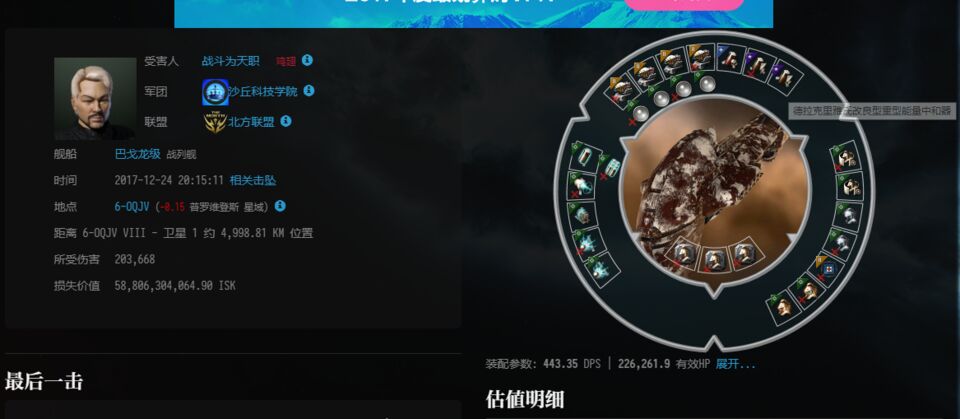 受害人 战斗为天职
军团 沙丘科技学院
联盟 北方联盟
舰船 巴戈龙级 战列舰
时间 2017-12-24 20:15:11 相关击坠
地点 6-OQJV (-0.15 普罗维登斯 星域)
距离 6-OQJV VIII - 卫星 1 约 4,998.81 KM 位置
所受伤害 203,668
损失价值 58,806,304,064.90 ISK
最后一击
德拉克里雅 改良型重型能量中和器
装配参数: 443.35 DPS | 226,261.9 有效HP 展开...
估值明细